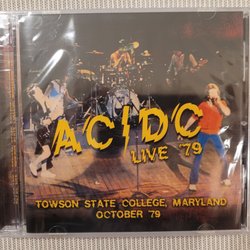 AC/DC
LIVE '79
TOWSON STATE COLLEGE, MARYLAND
OCTOBER '79